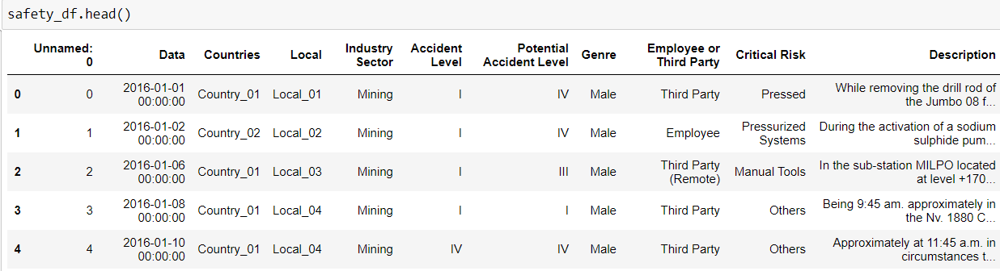 safety_df.head()
Unnamed: 0 Data Countries Local Industry Sector Accident Level Potential Accident Level Genre Employee or Third Party Critical Risk Description
0 0 2016-01-01 00:00:00 Country_01 Local_01 Mining I IV Male Third Party Pressed While removing the drill rod of the Jumbo 08 f...
1 1 2016-01-02 00:00:00 Country_02 Local_02 Mining I IV Male Employee Pressurized Systems During the activation of a sodium sulphide pum...
2 2 2016-01-06 00:00:00 Country_01 Local_03 Mining I III Male Third Party (Remote) Manual Tools In the sub-station MILPO located at level +170...
3 3 2016-01-08 00:00:00 Country_01 Local_04 Mining I I Male Third Party Others Being 9:45 am. approximately in the Nv. 1880 C...
4 4 2016-01-10 00:00:00 Country_01 Local_04 Mining IV IV Male Third Party Others Approximately at 11:45 a.m. in circumstances t...